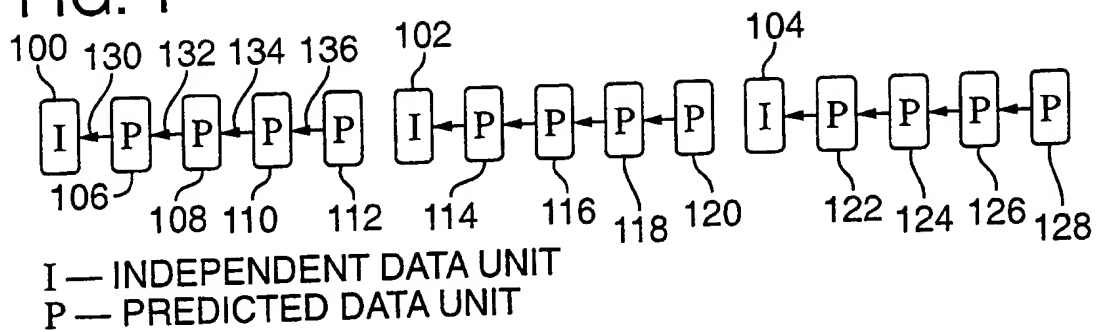 FIG. 1
100 130 132 134 136 102 104
I P P P P I P P P P I P P P P
106 108 110 112 114 116 118 120 122 124 126 128
I — INDEPENDENT DATA UNIT
P — PREDICTED DATA UNIT